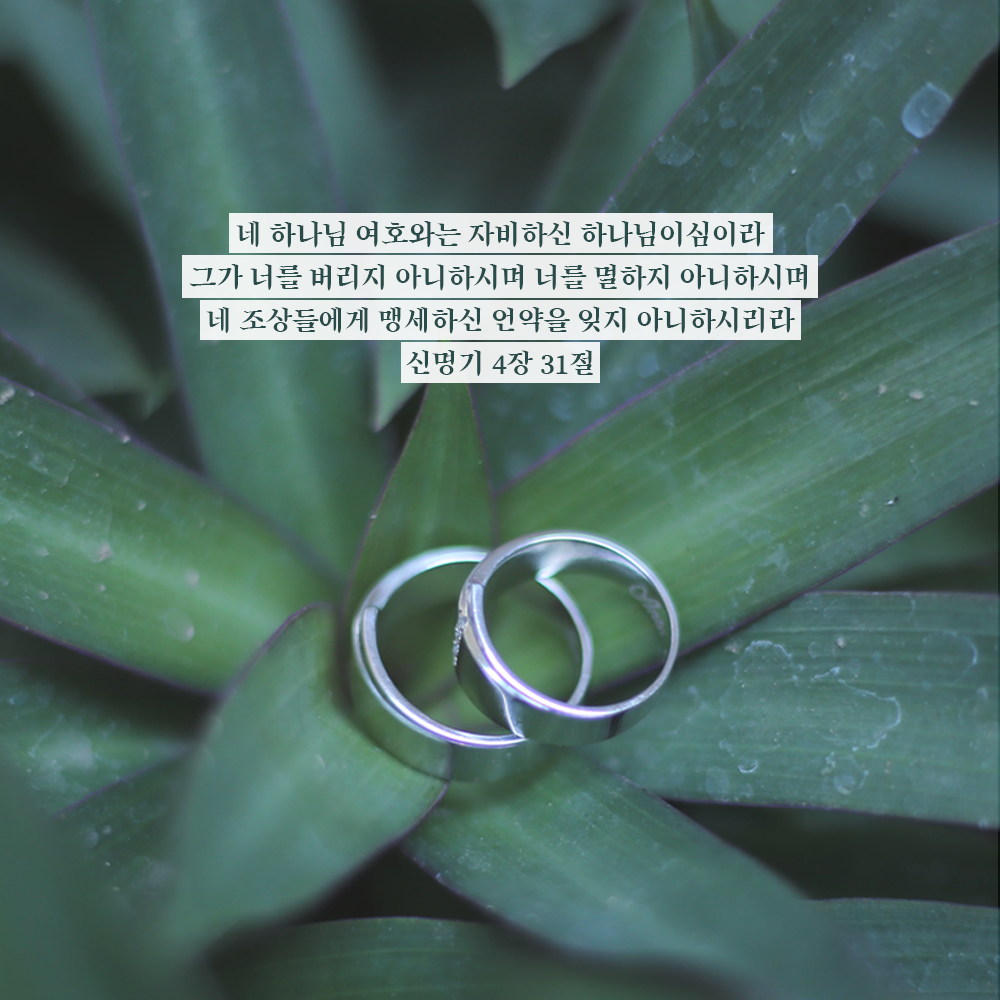 네 하나님 여호와는 자비하신 하나님이심이라
그가 너를 버리지 아니하시며 너를 멸하지 아니하시며
네 조상들에게 맹세하신 언약을 잊지 아니하시리라
신명기 4장 31절